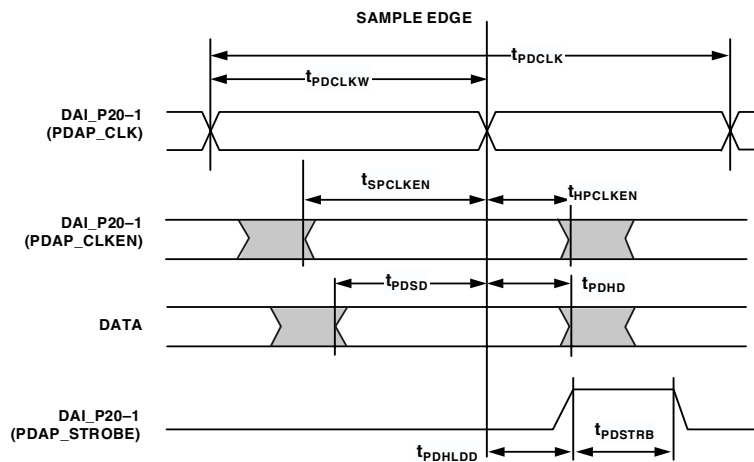 SAMPLE EDGE
tPDCLK
tPDCLKW
DAI_P20–1
(PDAP_CLK)
tSPCLKEN
tHPCLKEN
DAI_P20–1
(PDAP_CLKEN)
tPDSD
tPDHD
DATA
DAI_P20–1
(PDAP_STROBE)
tPDSTRB
tPDHLDD